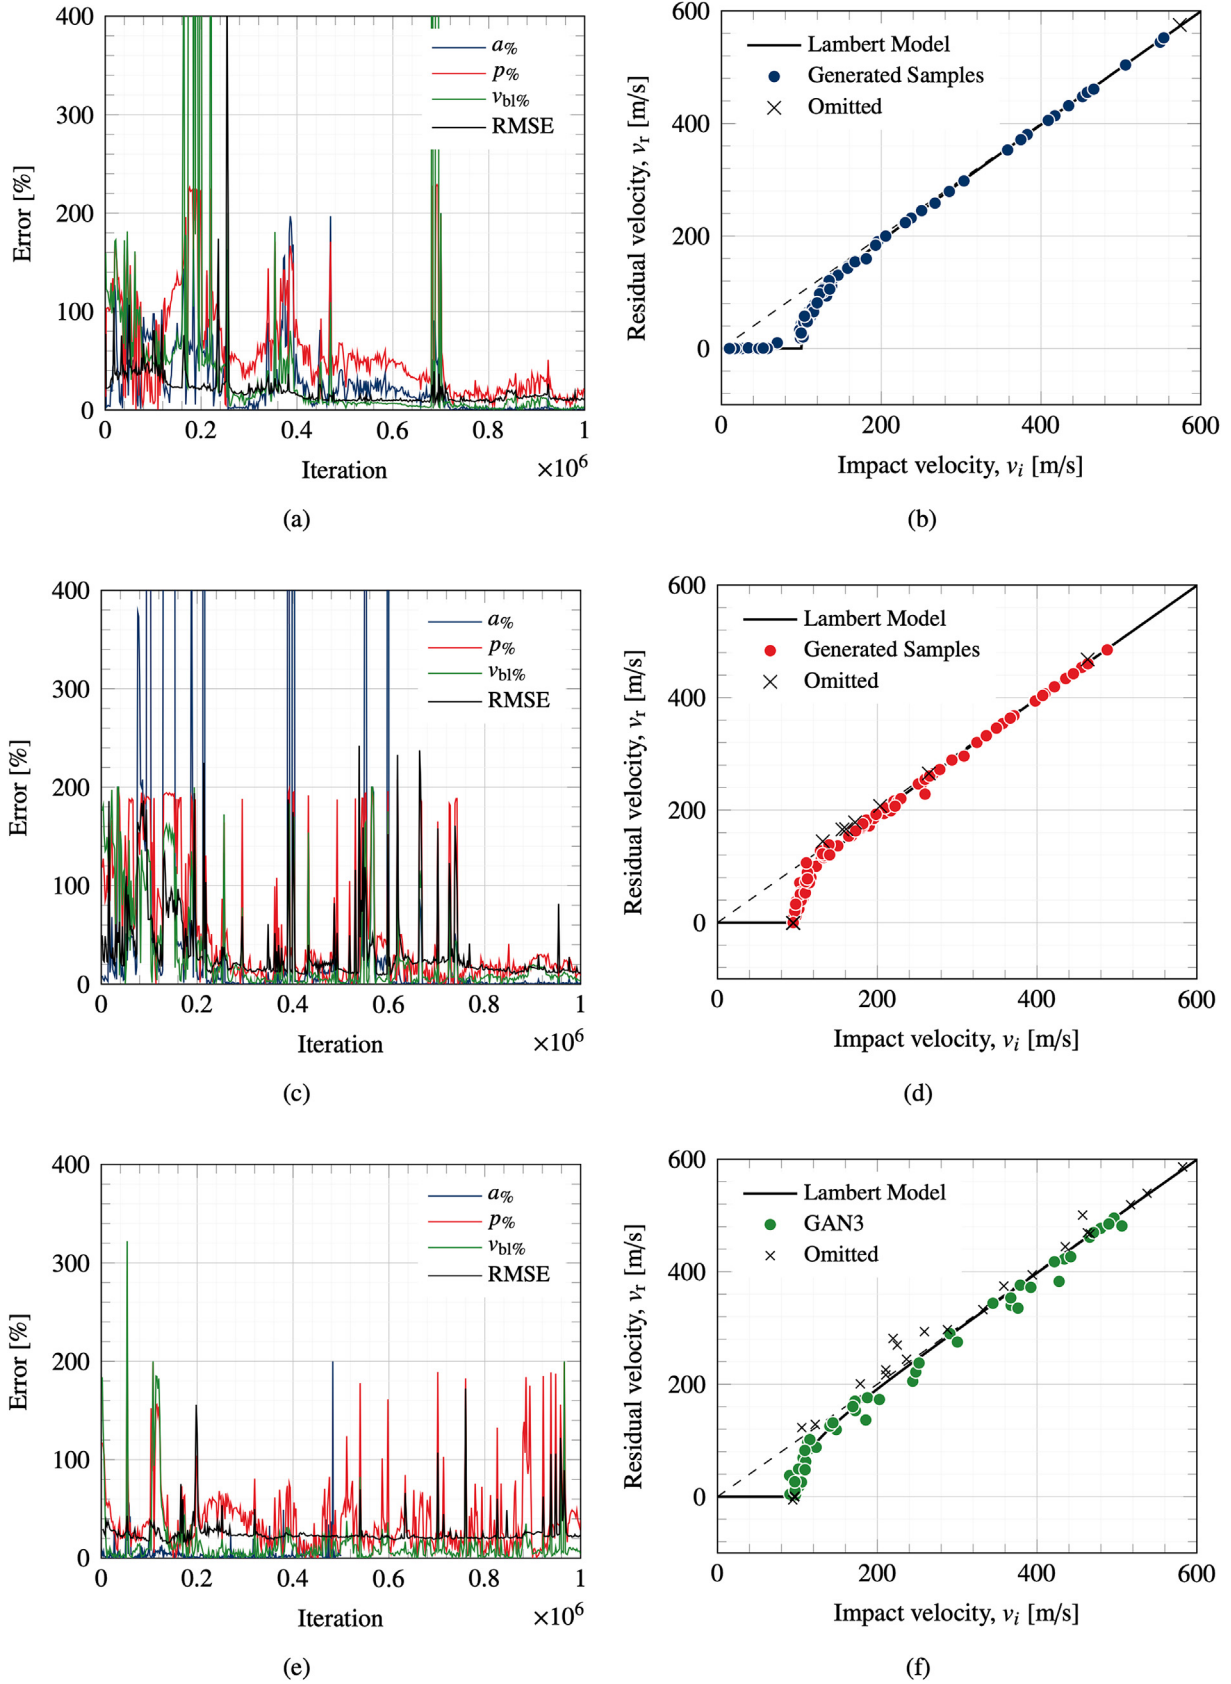 400
300
200
100
0
Error [%]
a%
p%
vbl%
RMSE
0 0.2 0.4 0.6 0.8 1
Iteration ×10^6
(a)
600
400
200
0
Residual velocity, vr [m/s]
Lambert Model
Generated Samples
Omitted
0 200 400 600
Impact velocity, vi [m/s]
(b)
400
300
200
100
0
Error [%]
a%
p%
vbl%
RMSE
0 0.2 0.4 0.6 0.8 1
Iteration ×10^6
(c)
600
400
200
0
Residual velocity, vr [m/s]
Lambert Model
Generated Samples
Omitted
0 200 400 600
Impact velocity, vi [m/s]
(d)
400
300
200
100
0
Error [%]
a%
p%
vbl%
RMSE
0 0.2 0.4 0.6 0.8 1
Iteration ×10^6
(e)
600
400
200
0
Residual velocity, vr [m/s]
Lambert Model
GAN3
Omitted
0 200 400 600
Impact velocity, vi [m/s]
(f)